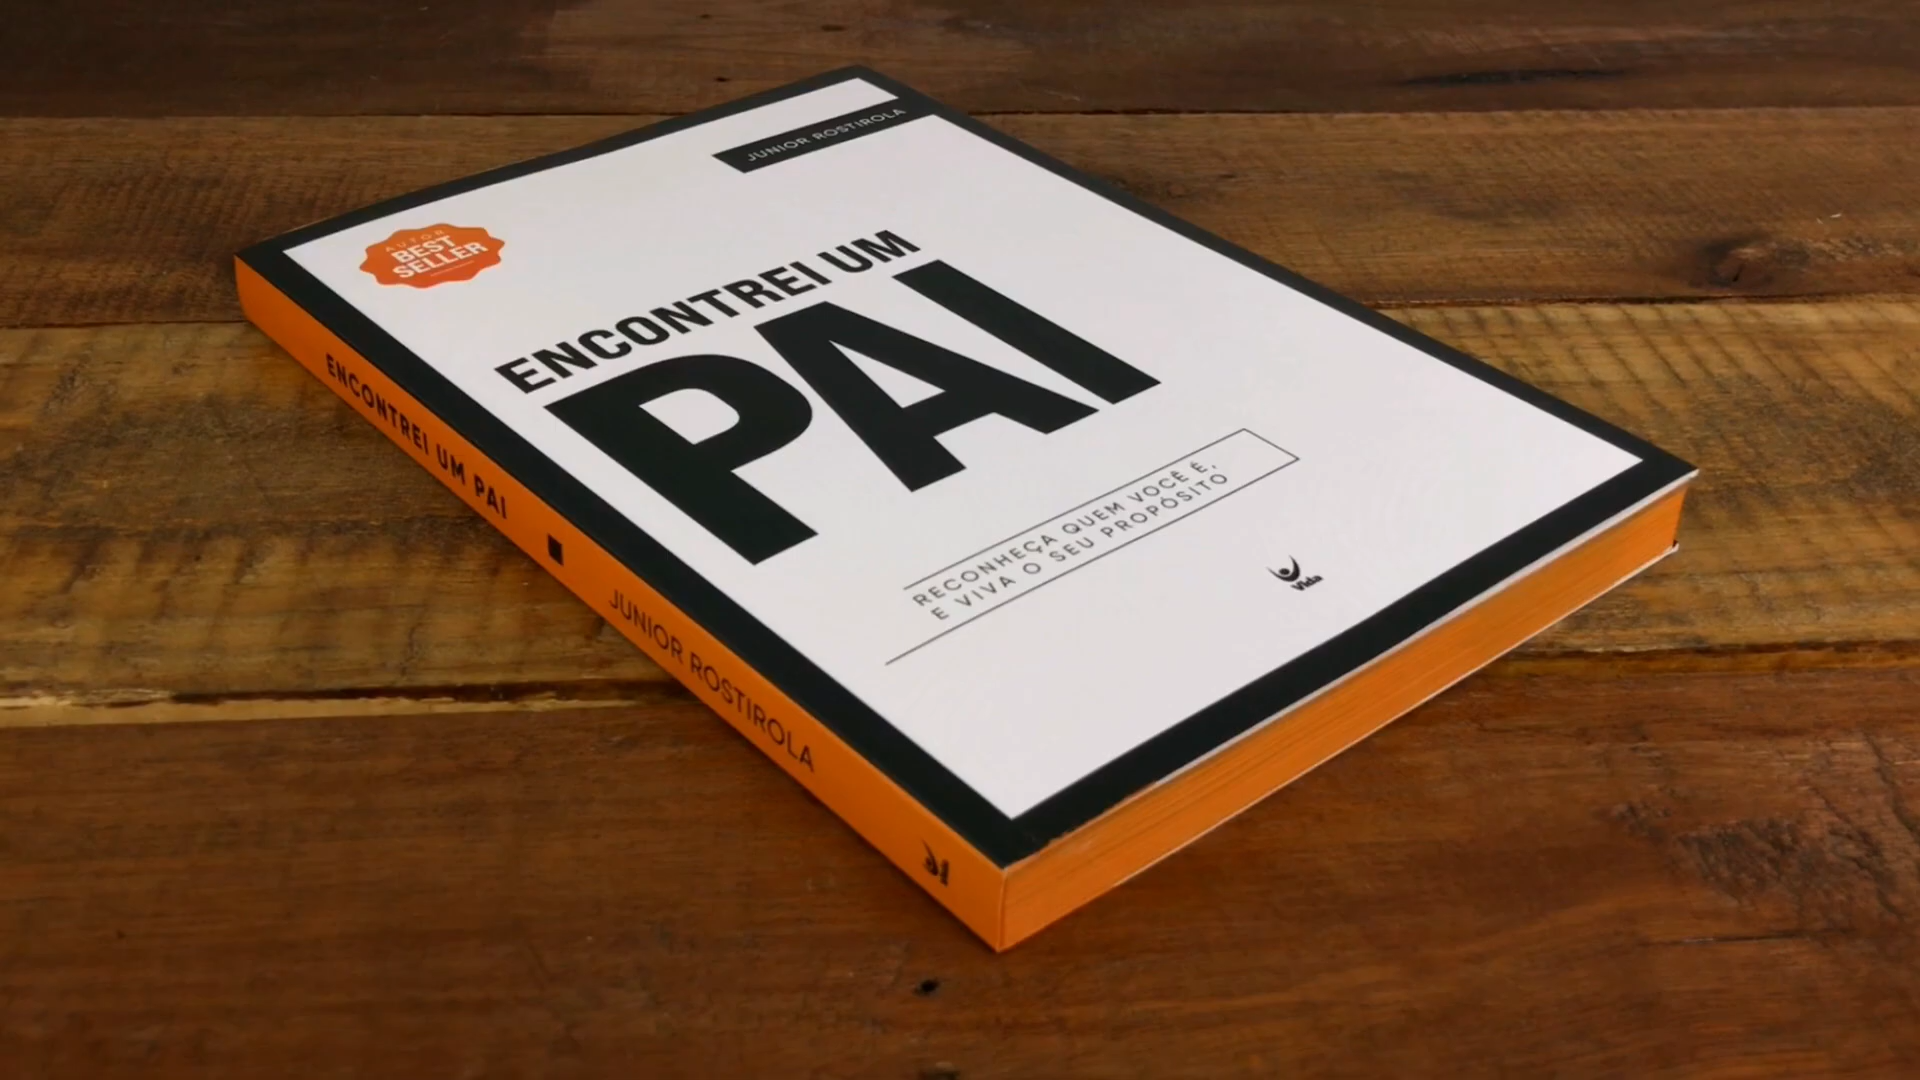 JUNIOR ROSTIROLA
AUTOR
BEST
SELLER
ENCONTREI UM
PAI
RECONHEÇA QUEM VOCÊ É,
E VIVA O SEU PROPÓSITO
Vida
ENCONTREI UM PAI ■ JUNIOR ROSTIROLA